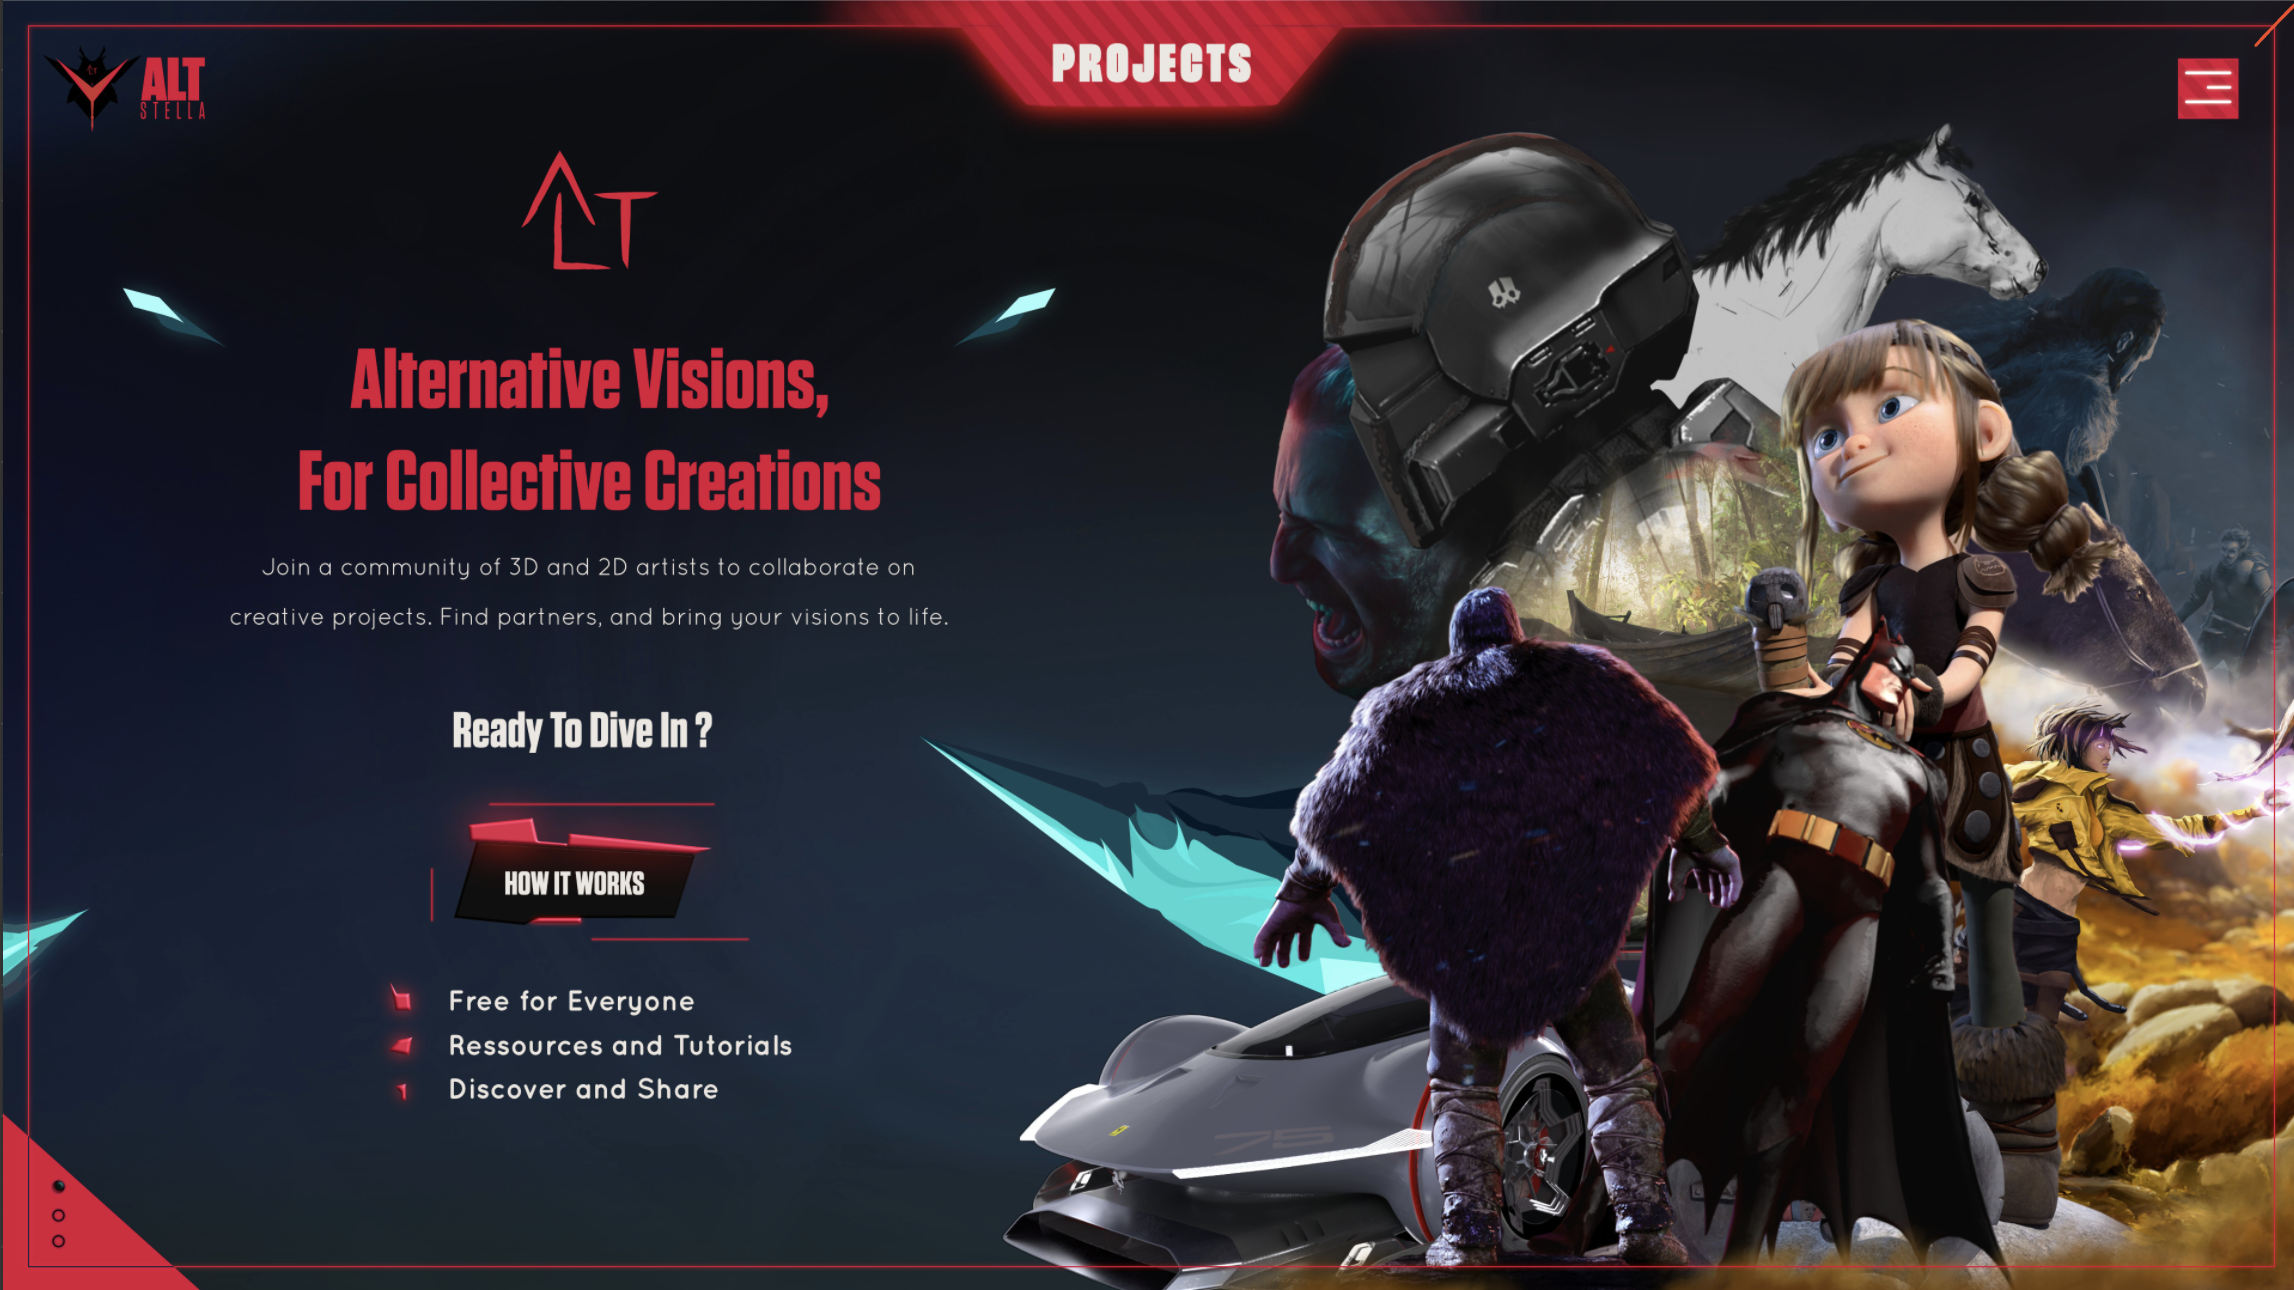 PROJECTS
ALT
STELLA
ALT
Alternative Visions,
For Collective Creations
Join a community of 3D and 2D artists to collaborate on
creative projects. Find partners, and bring your visions to life.
Ready To Dive In ?
HOW IT WORKS
Free for Everyone
Ressources and Tutorials
Discover and Share
75